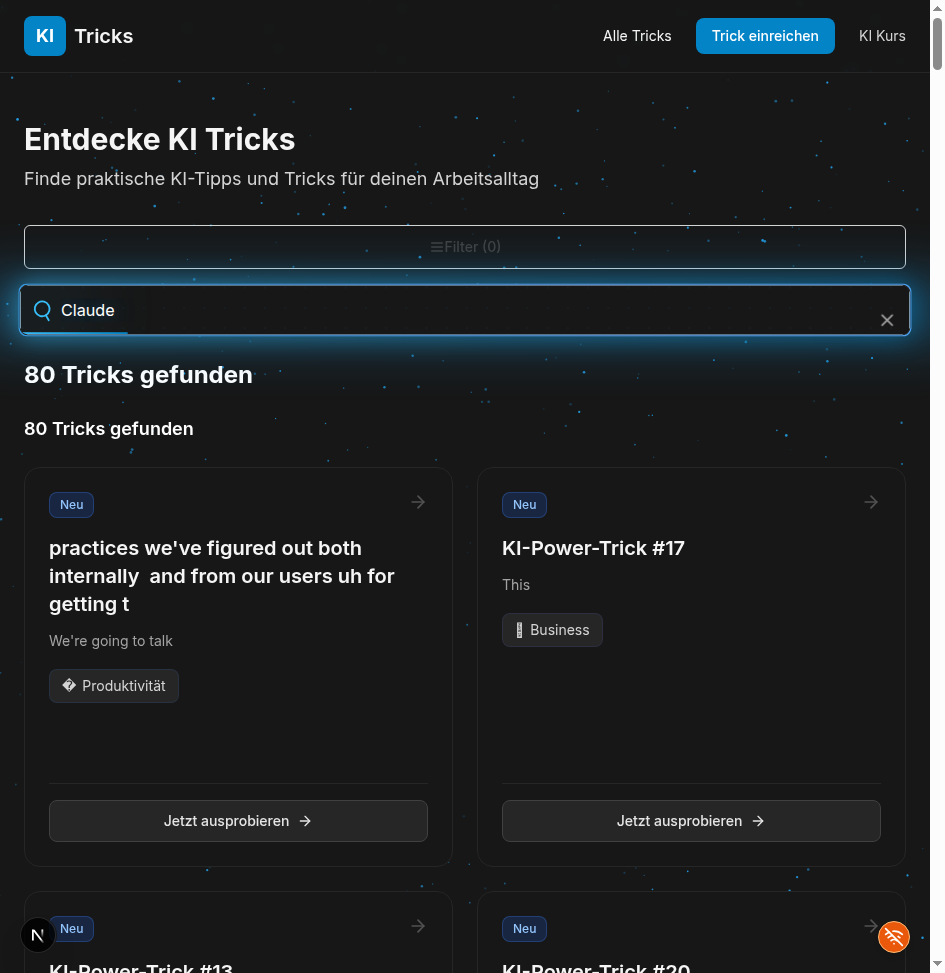 KI Tricks
Alle Tricks
Trick einreichen
KI Kurs
Entdecke KI Tricks
Finde praktische KI-Tipps und Tricks für deinen Arbeitsalltag
Filter (0)
Claude
80 Tricks gefunden
80 Tricks gefunden
Neu
practices we've figured out both
internally and from our users uh for
getting t
We're going to talk
� Produktivität
Jetzt ausprobieren
Neu
KI-Power-Trick #17
This
Business
Jetzt ausprobieren
Neu
KI-Power-Trick #13
Neu
KI-Power-Trick #20
N